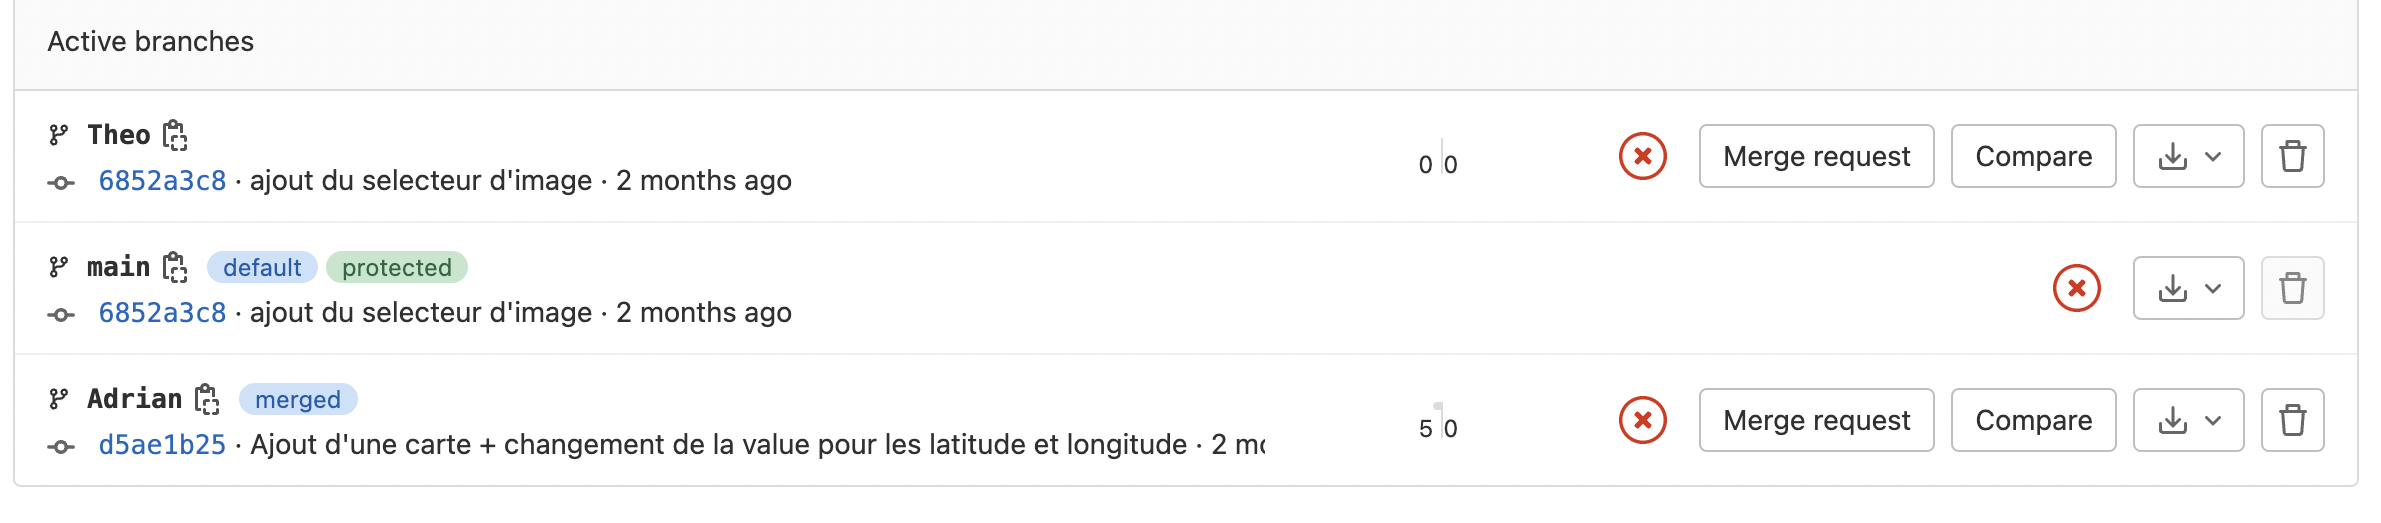 Active branches
Theo
6852a3c8 · ajout du selecteur d'image · 2 months ago
0 0
Merge request
Compare
main default protected
6852a3c8 · ajout du selecteur d'image · 2 months ago
Adrian merged
d5ae1b25 · Ajout d'une carte + changement de la value pour les latitude et longitude · 2
5 0
Merge request
Compare